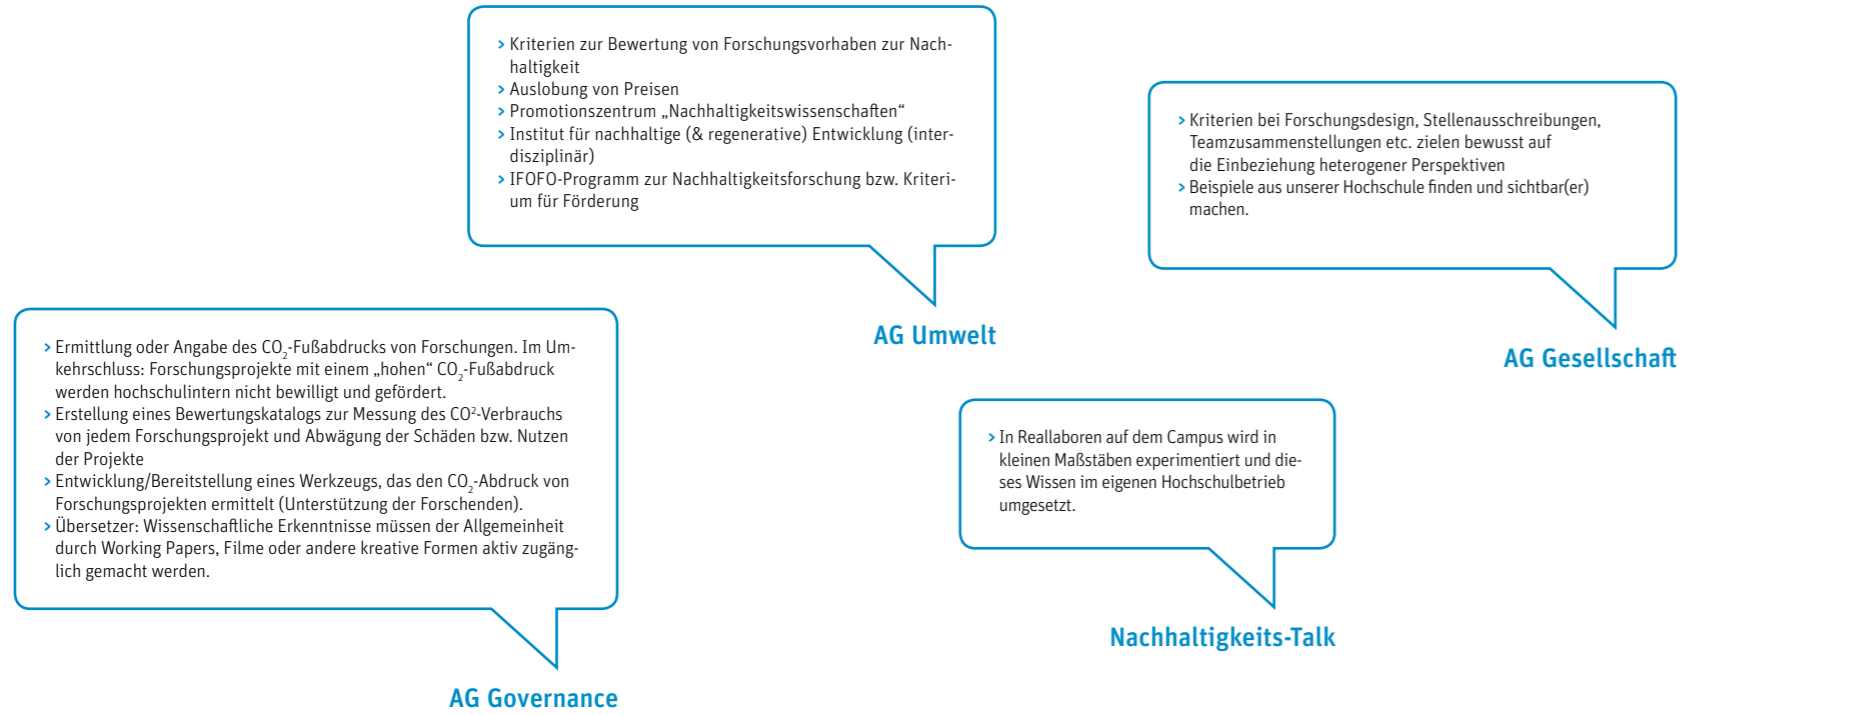 > Kriterien zur Bewertung von Forschungsvorhaben zur Nach-
haltigkeit
> Auslobung von Preisen
> Promotionszentrum „Nachhaltigkeitswissenschaften“
> Institut für nachhaltige (& regenerative) Entwicklung (inter-
disziplinär)
> IFOFO-Programm zur Nachhaltigkeitsforschung bzw. Kriteri-
um für Förderung
AG Umwelt
> Kriterien bei Forschungsdesign, Stellenausschreibungen,
Teamzusammenstellungen etc. zielen bewusst auf
die Einbeziehung heterogener Perspektiven
> Beispiele aus unserer Hochschule finden und sichtbar(er)
machen.
AG Gesellschaft
> Ermittlung oder Angabe des CO₂-Fußabdrucks von Forschungen. Im Um-
kehrschluss: Forschungsprojekte mit einem „hohen“ CO₂-Fußabdruck
werden hochschulintern nicht bewilligt und gefördert.
> Erstellung eines Bewertungskatalogs zur Messung des CO²-Verbrauchs
von jedem Forschungsprojekt und Abwägung der Schäden bzw. Nutzen
der Projekte
> Entwicklung/Bereitstellung eines Werkzeugs, das den CO₂-Abdruck von
Forschungsprojekten ermittelt (Unterstützung der Forschenden).
> Übersetzer: Wissenschaftliche Erkenntnisse müssen der Allgemeinheit
durch Working Papers, Filme oder andere kreative Formen aktiv zugäng-
lich gemacht werden.
AG Governance
> In Reallaboren auf dem Campus wird in
kleinen Maßstäben experimentiert und die-
ses Wissen im eigenen Hochschulbetrieb
umgesetzt.
Nachhaltigkeits-Talk